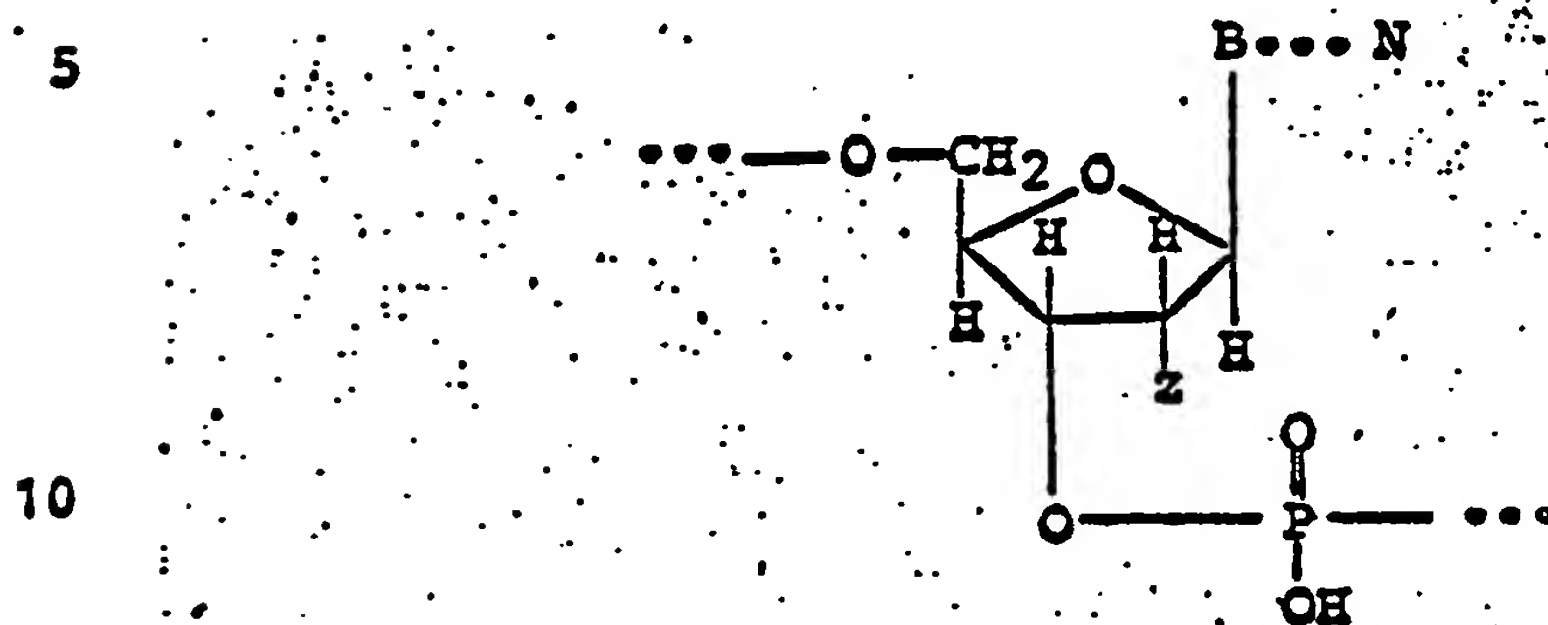 5 B••• N
••• O CH2 O
H H
H H
Z
O
10 O P •••
OH